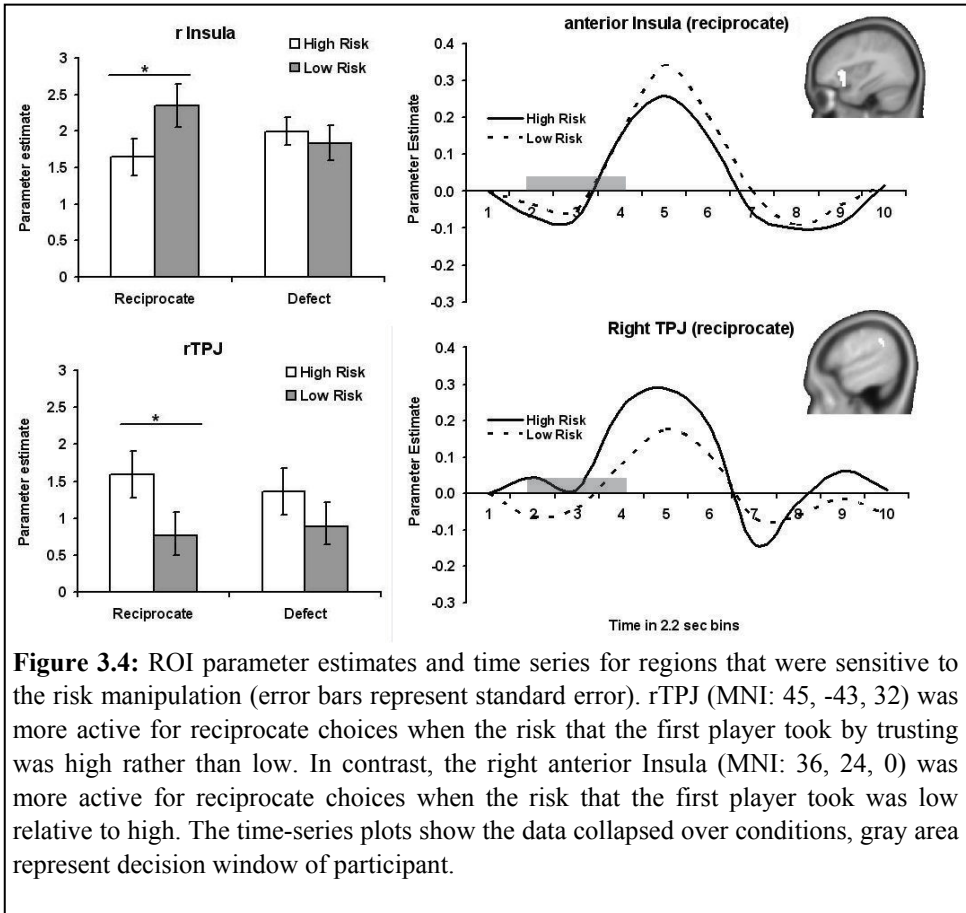 r Insula
High Risk
Low Risk
*
3
2.5
2
1.5
1
0.5
0
Parameter estimate
Reciprocate Defect
anterior Insula (reciprocate)
0.4
0.3
0.2
0.1
0.0
-0.1
-0.2
-0.3
Parameter Estimate
High Risk
Low Risk
1 2 3 4 5 6 7 8 9 10
rTPJ
High Risk
Low Risk
*
3
2.5
2
1.5
1
0.5
0
Parameter estimate
Reciprocate Defect
Right TPJ (reciprocate)
0.4
0.3
0.2
0.1
0.0
-0.1
-0.2
-0.3
Parameter Estimate
High Risk
Low Risk
1 2 3 4 5 6 7 8 9 10
Time in 2.2 sec bins
Figure 3.4: ROI parameter estimates and time series for regions that were sensitive to
the risk manipulation (error bars represent standard error). rTPJ (MNI: 45, -43, 32) was
more active for reciprocate choices when the risk that the first player took by trusting
was high rather than low. In contrast, the right anterior Insula (MNI: 36, 24, 0) was
more active for reciprocate choices when the risk that the first player took was low
relative to high. The time-series plots show the data collapsed over conditions, gray area
represent decision window of participant.